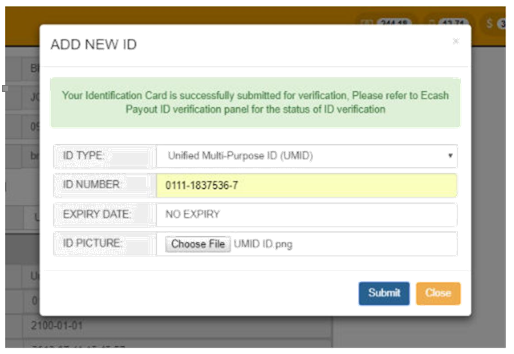 ADD NEW ID
×
Your Identification Card is successfully submitted for verification, Please refer to Ecash
Payout ID verification panel for the status of ID verification
ID TYPE: Unified Multi-Purpose ID (UMID)
ID NUMBER: 0111-1837536-7
EXPIRY DATE: NO EXPIRY
ID PICTURE: Choose File UMID ID.png
Submit Close
2100-01-01